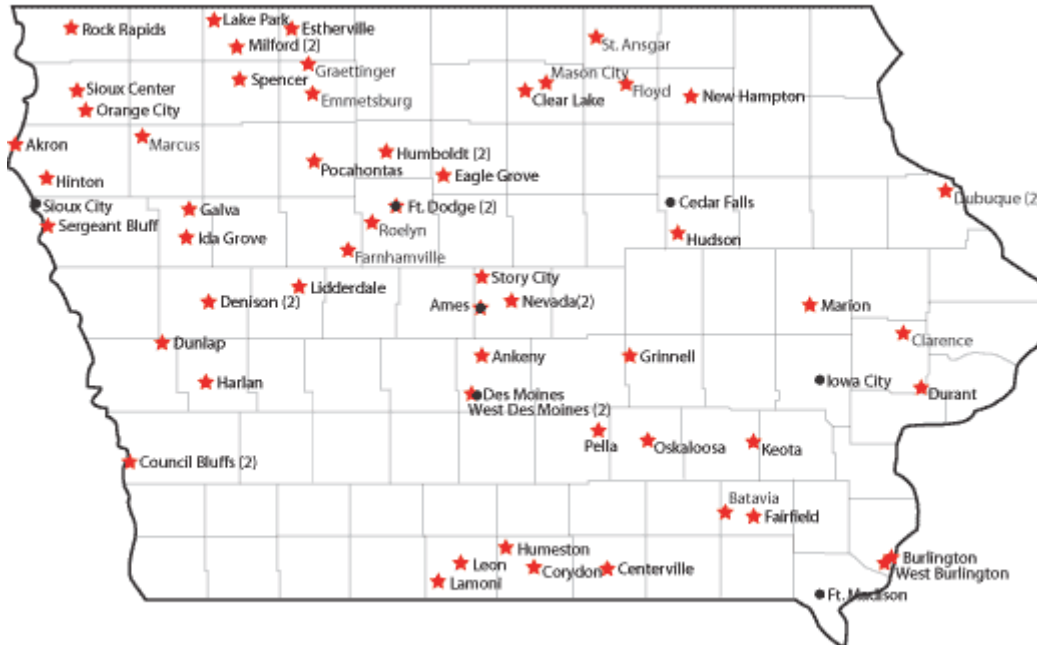 Lake Park
Rock Rapids
Estherville
Milford (2)
St. Ansgar
Graettinger
Spencer
Mason City
Sioux Center
Emmetsburg
Clear Lake
Floyd
New Hampton
Orange City
Akron
Marcus
Humboldt (2)
Pocahontas
Eagle Grove
Hinton
Dubuque (2
Sioux City
Galva
Ft. Dodge (2)
Cedar Falls
Sergeant Bluff
Roelyn
Ida Grove
Hudson
Farnhamville
Story City
Lidderdale
Denison (2)
Ames
Nevada(2)
Marion
Dunlap
Clarence
Ankeny
Grinnell
Harlan
Iowa City
Des Moines
Durant
West Des Moines (2)
Pella
Oskaloosa
Keota
Council Bluffs (2)
Batavia
Fairfield
Humeston
Burlington
Leon
Corydon
Centerville
West Burlington
Lamoni
Ft. Madison